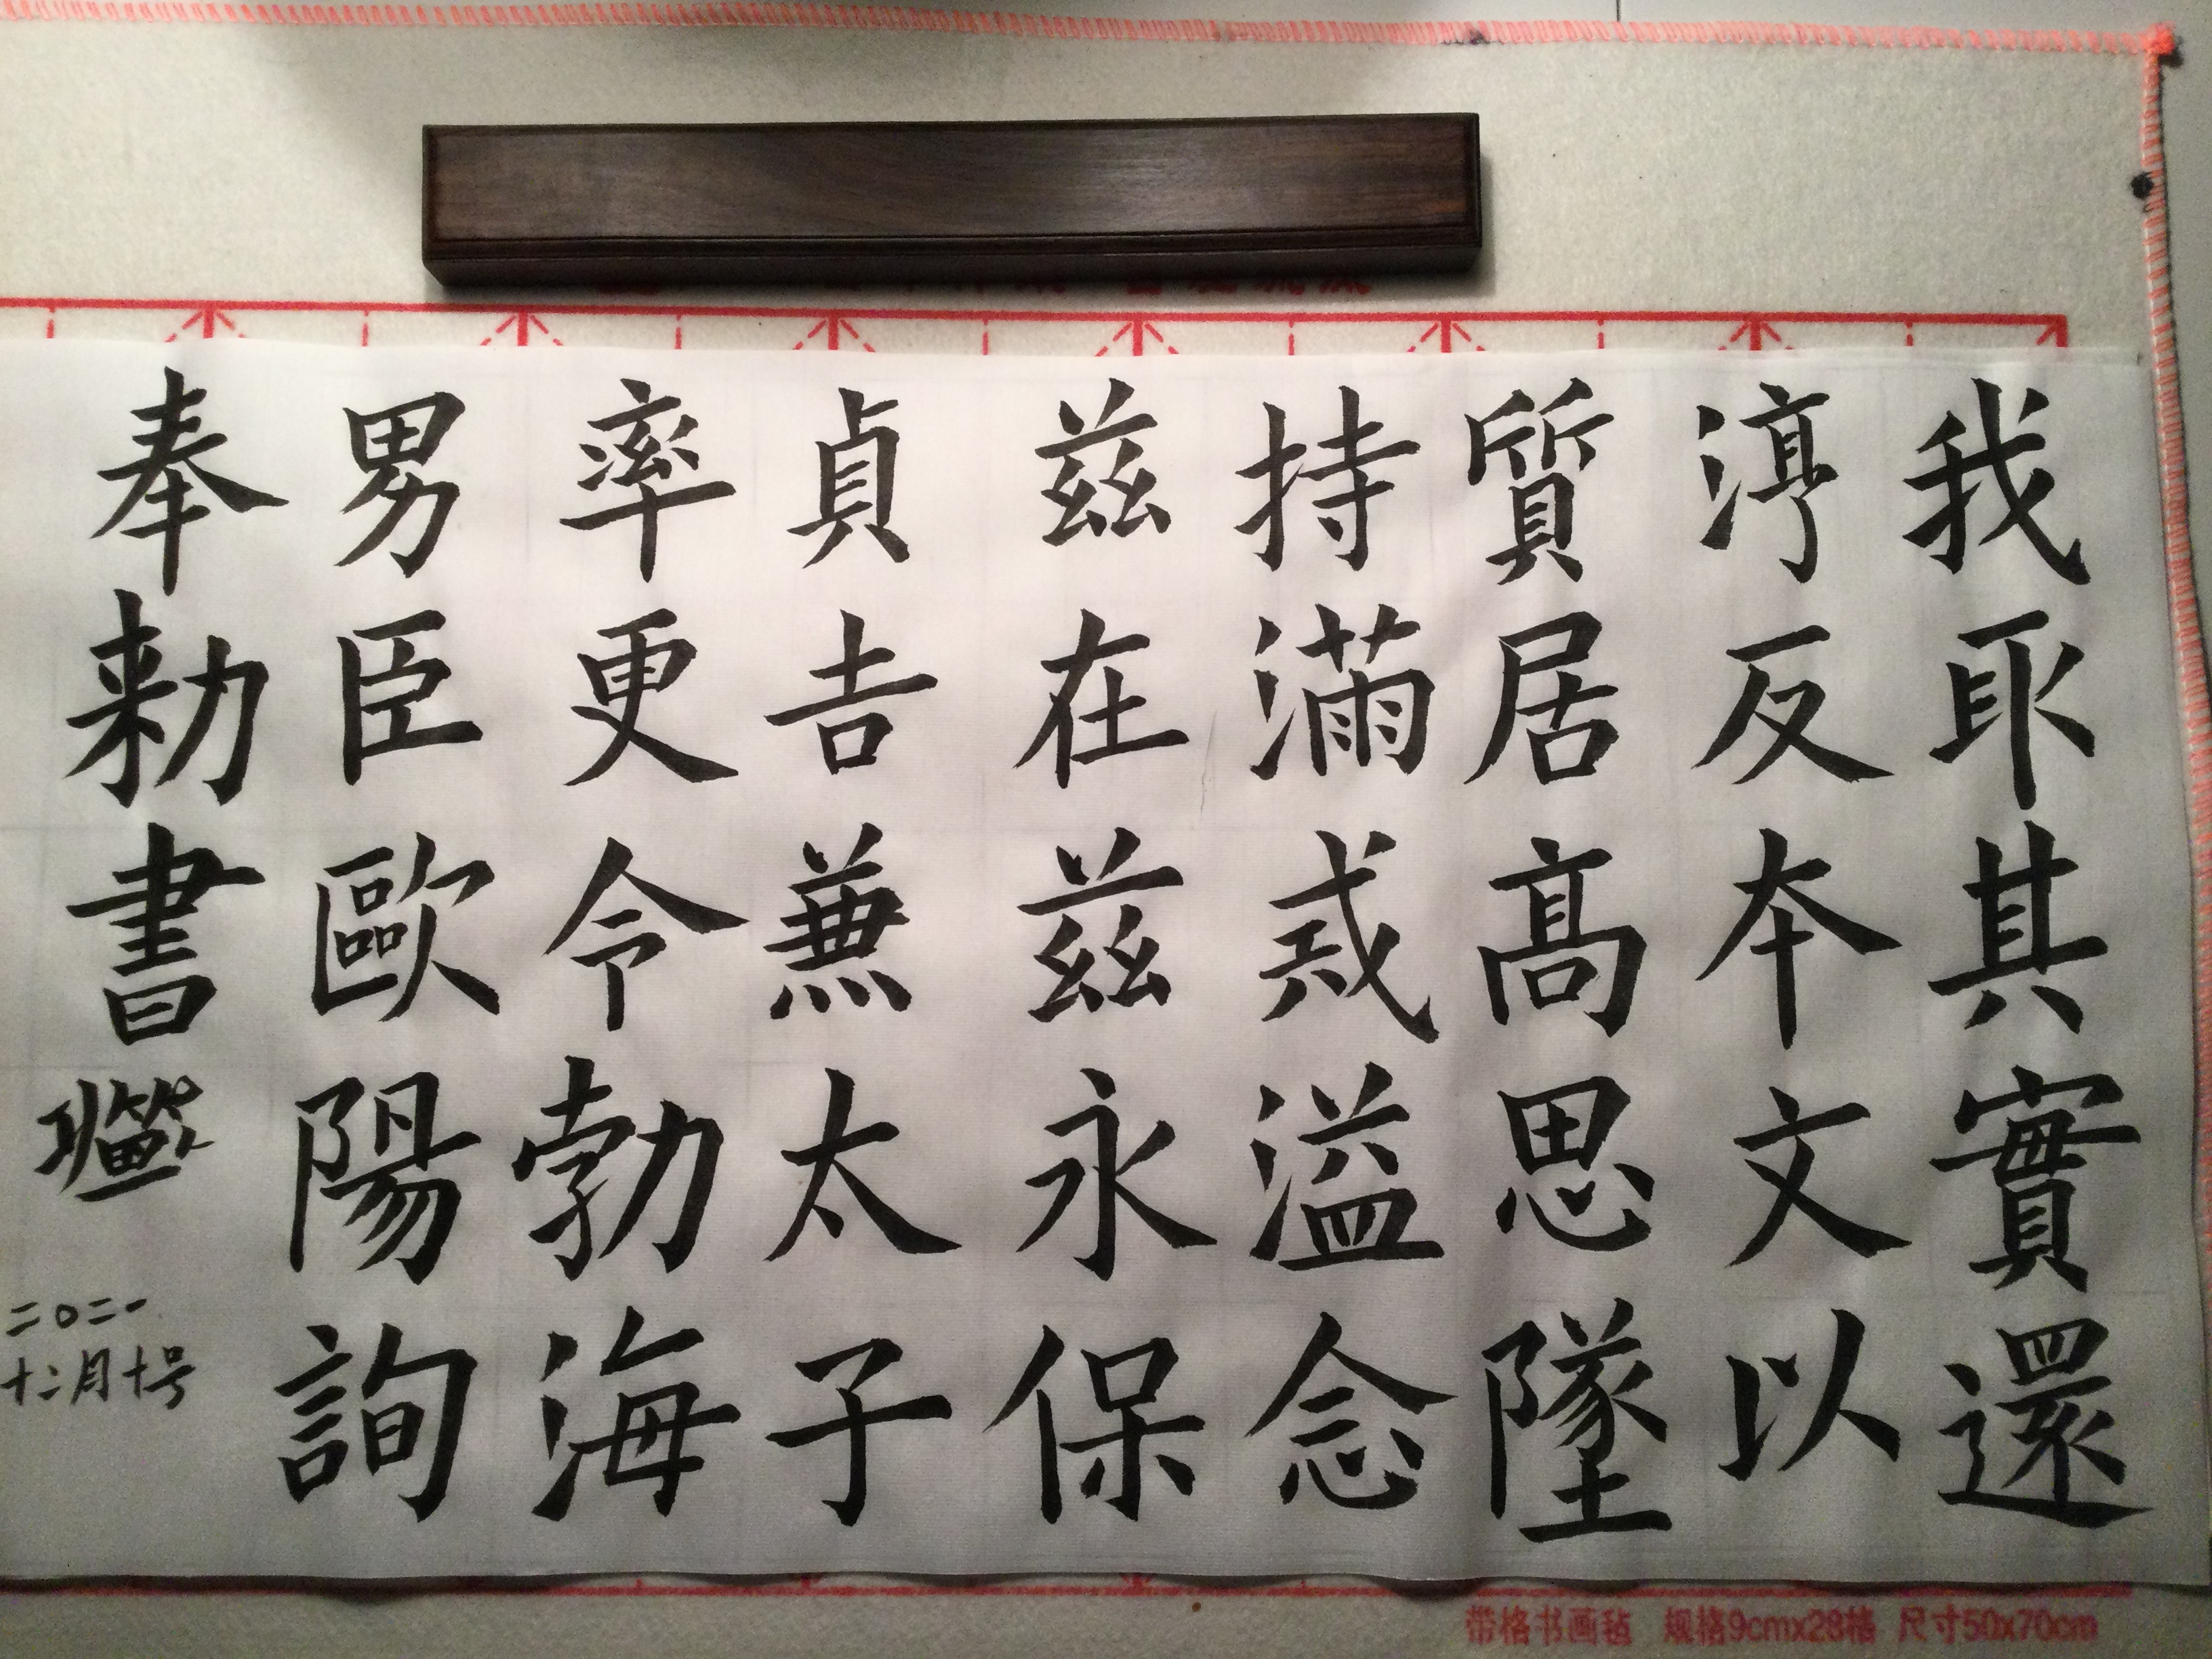 我取其實還
淳反本文以
質居高思墜
持滿戒溢念
茲在茲永保
貞吉兼太子
率更令勃海
男臣歐陽詢
奉勅書
二〇二一
十二月十号
带格书画毡 规格9cmx28格 尺寸50x70cm